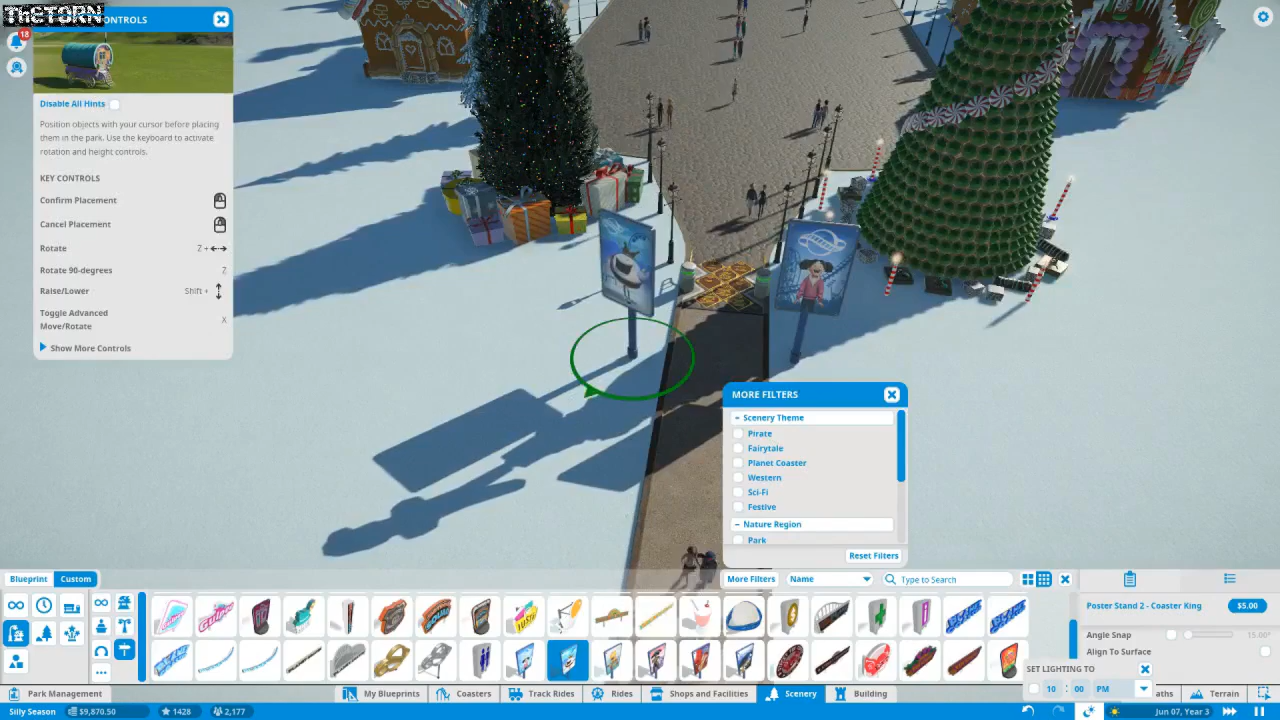 THETORN
CONTROLS
18
Disable All Hints
Position objects with your cursor before placing
them in the park. Use the keyboard to activate
rotation and height controls.
KEY CONTROLS
Confirm Placement
Cancel Placement
Rotate Z +
Rotate 90-degrees Z
Raise/Lower Shift +
Toggle Advanced
Move/Rotate X
Show More Controls
MORE FILTERS
- Scenery Theme
Pirate
Fairytale
Planet Coaster
Western
Sci-Fi
Festive
- Nature Region
Park
Reset Filters
Blueprint Custom
More Filters Name Type to Search
Poster Stand 2 - Coaster King $5.00
Angle Snap 15.00°
Align To Surface
SET LIGHTING TO
10 : 00 PM
Park Management My Blueprints Coasters Track Rides Rides Shops and Facilities Scenery Building aths Terrain
Silly Season $9,870.50 1428 2,177 Jun 07, Year 3